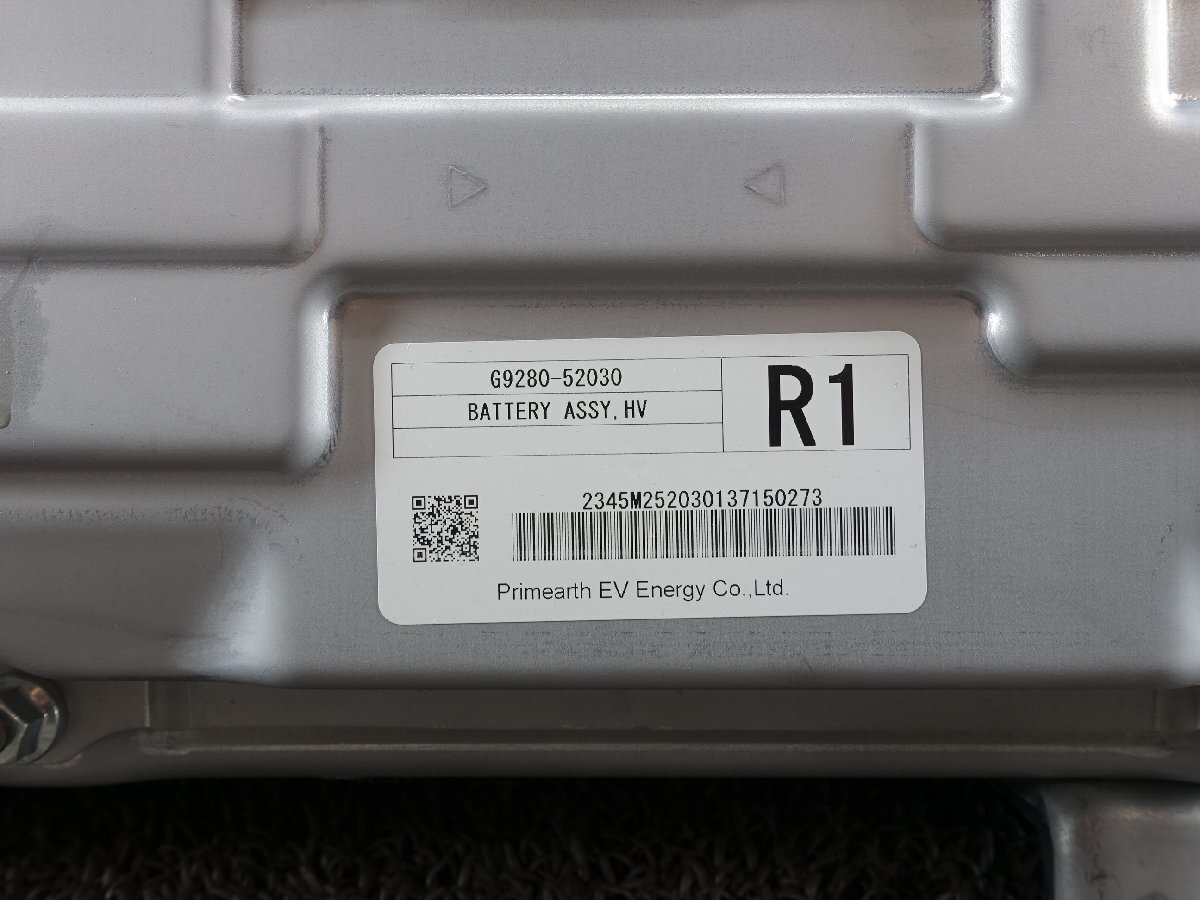 G9280-52030
BATTERY ASSY,HV
R1
2345M252030137150273
Primearth EV Energy Co.,Ltd.